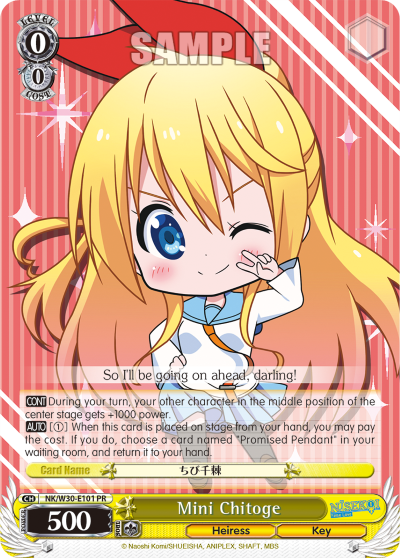 LEVEL
0
0
COST
SAMPLE
So I'll be going on ahead, darling!
CONT During your turn, your other character in the middle position of the
center stage gets +1000 power.
AUTO [①] When this card is placed on stage from your hand, you may pay
the cost. If you do, choose a card named "Promised Pendant" in your
waiting room, and return it to your hand.
Card Name ちび千棘
CH NK/W30-E101 PR
POWER 500
Mini Chitoge
NISEKOI
Heiress Key
© Naoshi Komi/SHUEISHA, ANIPLEX, SHAFT, MBS